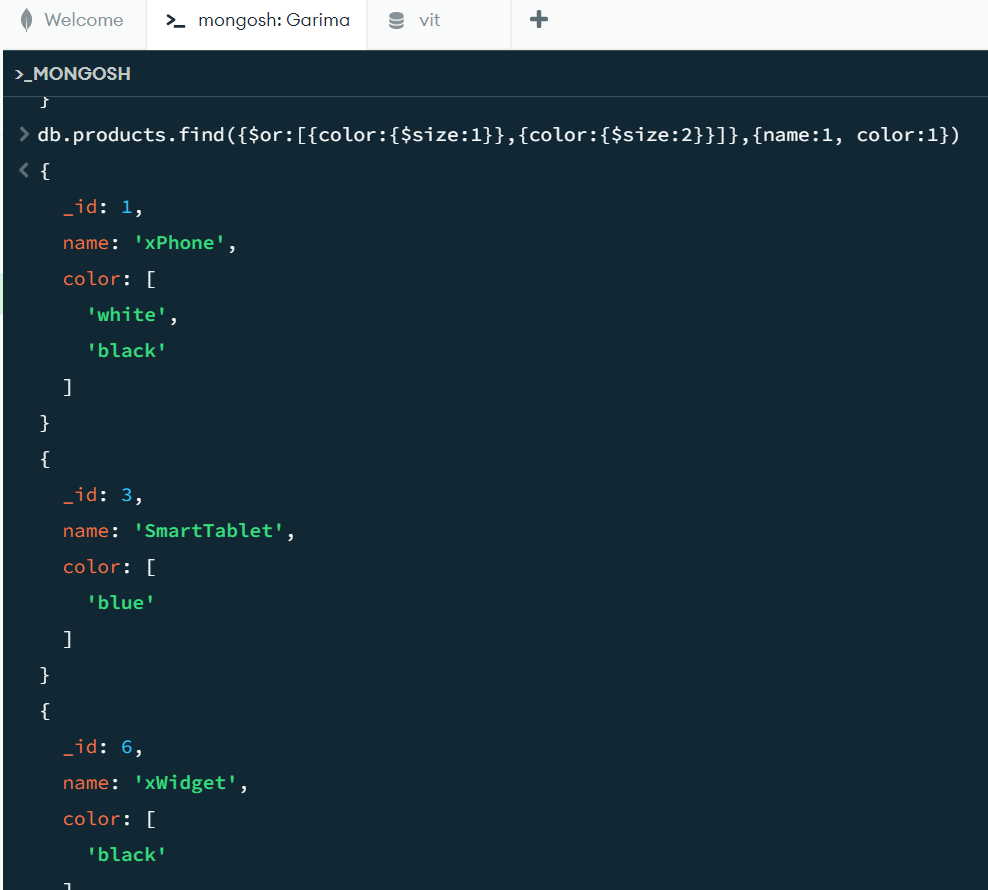 Welcome
>_ mongosh: Garima
vit
+
>_MONGOSH
}
> db.products.find({$or:[{color:{$size:1}},{color:{$size:2}}]},{name:1, color:1})
< {
_id: 1,
name: 'xPhone',
color: [
'white',
'black'
]
}
{
_id: 3,
name: 'SmartTablet',
color: [
'blue'
]
}
{
_id: 6,
name: 'xWidget',
color: [
'black'
]